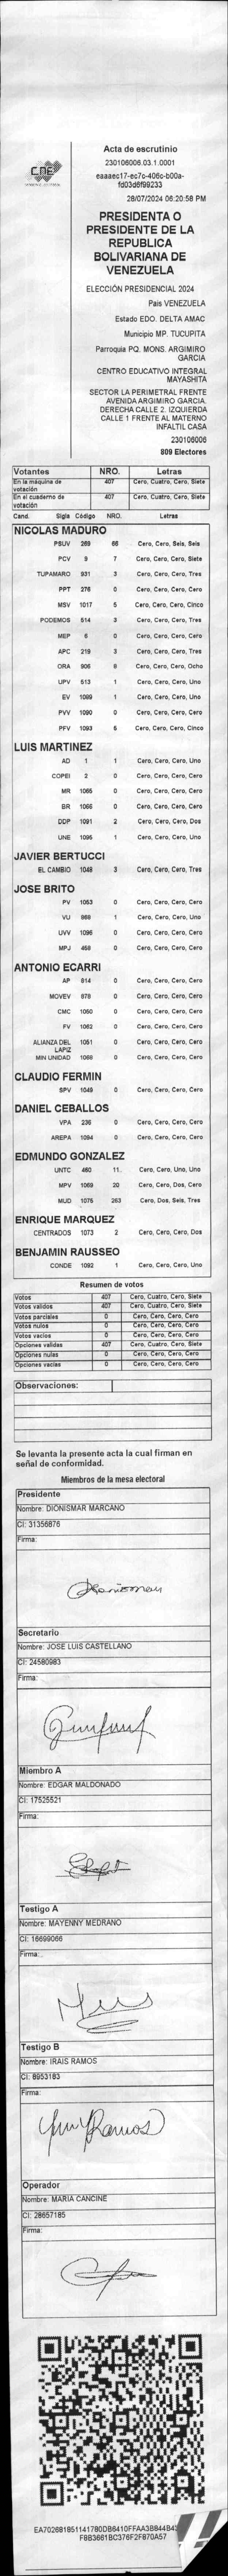 CNE
Acta de escrutinio
230106006.03.1.0001
eaaaec17-ec7c-406c-b00a-
fd03d6f99233
28/07/2024 06:20:58 PM
PRESIDENTA O
PRESIDENTE DE LA
REPUBLICA
BOLIVARIANA DE
VENEZUELA
ELECCIÓN PRESIDENCIAL 2024
Pais VENEZUELA
Estado EDO. DELTA AMAC
Municipio MP. TUCUPITA
Parroquia PQ. MONS. ARGIMIRO
GARCIA
CENTRO EDUCATIVO INTEGRAL
MAYASHITA
SECTOR LA PERIMETRAL FRENTE
AVENIDA ARGIMIRO GARCIA.
DERECHA CALLE 2. IZQUIERDA
CALLE 1 FRENTE AL MATERNO
INFALTIL CASA
230106006
809 Electores
Votantes NRO. Letras
En la máquina de votación 407 Cero, Cuatro, Cero, Siete
En el cuaderno de votación 407 Cero, Cuatro, Cero, Siete
Cand. Sigla Código NRO. Letras
NICOLAS MADURO
PSUV 269 66 Cero, Cero, Seis, Seis
PCV 9 7 Cero, Cero, Cero, Siete
TUPAMARO 931 3 Cero, Cero, Cero, Tres
PPT 276 0 Cero, Cero, Cero, Cero
MSV 1017 5 Cero, Cero, Cero, Cinco
PODEMOS 514 3 Cero, Cero, Cero, Tres
MEP 6 0 Cero, Cero, Cero, Cero
APC 219 3 Cero, Cero, Cero, Tres
ORA 906 8 Cero, Cero, Cero, Ocho
UPV 513 1 Cero, Cero, Cero, Uno
EV 1089 1 Cero, Cero, Cero, Uno
PVV 1090 0 Cero, Cero, Cero, Cero
PFV 1093 5 Cero, Cero, Cero, Cinco
LUIS MARTINEZ
AD 1 1 Cero, Cero, Cero, Uno
COPEI 2 0 Cero, Cero, Cero, Cero
MR 1065 0 Cero, Cero, Cero, Cero
BR 1066 0 Cero, Cero, Cero, Cero
DDP 1091 2 Cero, Cero, Cero, Dos
UNE 1095 1 Cero, Cero, Cero, Uno
JAVIER BERTUCCI
EL CAMBIO 1048 3 Cero, Cero, Cero, Tres
JOSE BRITO
PV 1053 0 Cero, Cero, Cero, Cero
VU 969 1 Cero, Cero, Cero, Uno
UVV 1096 0 Cero, Cero, Cero, Cero
MPJ 458 0 Cero, Cero, Cero, Cero
ANTONIO ECARRI
AP 814 0 Cero, Cero, Cero, Cero
MOVEV 878 0 Cero, Cero, Cero, Cero
CMC 1050 0 Cero, Cero, Cero, Cero
FV 1062 0 Cero, Cero, Cero, Cero
ALIANZA DEL LAPIZ 1051 0 Cero, Cero, Cero, Cero
MIN UNIDAD 1068 0 Cero, Cero, Cero, Cero
CLAUDIO FERMIN
SPV 1049 0 Cero, Cero, Cero, Cero
DANIEL CEBALLOS
VPA 236 0 Cero, Cero, Cero, Cero
AREPA 1094 0 Cero, Cero, Cero, Cero
EDMUNDO GONZALEZ
UNTC 460 11 Cero, Cero, Uno, Uno
MPV 1069 20 Cero, Cero, Dos, Cero
MUD 1075 263 Cero, Dos, Seis, Tres
ENRIQUE MARQUEZ
CENTRADOS 1073 2 Cero, Cero, Cero, Dos
BENJAMIN RAUSSEO
CONDE 1092 1 Cero, Cero, Cero, Uno
Resumen de votos
Votos 407 Cero, Cuatro, Cero, Siete
Votos validos 407 Cero, Cuatro, Cero, Siete
Votos parciales 0 Cero, Cero, Cero, Cero
Votos nulos 0 Cero, Cero, Cero, Cero
Votos vacios 0 Cero, Cero, Cero, Cero
Opciones validas 407 Cero, Cuatro, Cero, Siete
Opciones nulas 0 Cero, Cero, Cero, Cero
Opciones vacias 0 Cero, Cero, Cero, Cero
Observaciones:
Se levanta la presente acta la cual firman en
señal de conformidad.
Miembros de la mesa electoral
Presidente
Nombre: DIONISMAR MARCANO
CI: 31356876
Firma:
Secretario
Nombre: JOSE LUIS CASTELLANO
CI: 24580983
Firma:
Miembro A
Nombre: EDGAR MALDONADO
CI: 17525521
Firma:
Testigo A
Nombre: MAYENNY MEDRANO
CI: 16699066
Firma:
Testigo B
Nombre: IRAIS RAMOS
CI: 8953183
Firma:
Operador
Nombre: MARIA CANCINE
CI: 28657185
Firma: